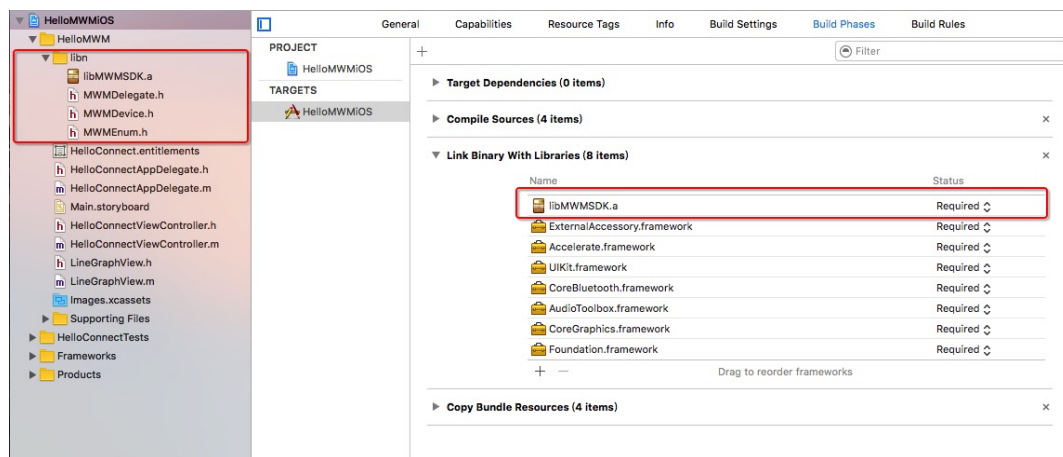 HelloMWMiOS
HelloMWM
libn
libMWMSDK.a
MWMDelegate.h
MWMDevice.h
MWMEnum.h
HelloConnect.entitlements
HelloConnectAppDelegate.h
HelloConnectAppDelegate.m
Main.storyboard
HelloConnectViewController.h
HelloConnectViewController.m
LineGraphView.h
LineGraphView.m
Images.xcassets
Supporting Files
HelloConnectTests
Frameworks
Products
General Capabilities Resource Tags Info Build Settings Build Phases Build Rules
PROJECT
HelloMWMiOS
TARGETS
HelloMWMiOS
+ Filter
Target Dependencies (0 items)
Compile Sources (4 items)
Link Binary With Libraries (8 items)
Name Status
libMWMSDK.a Required
ExternalAccessory.framework Required
Accelerate.framework Required
UIKit.framework Required
CoreBluetooth.framework Required
AudioToolbox.framework Required
CoreGraphics.framework Required
Foundation.framework Required
+ — Drag to reorder frameworks
Copy Bundle Resources (4 items)